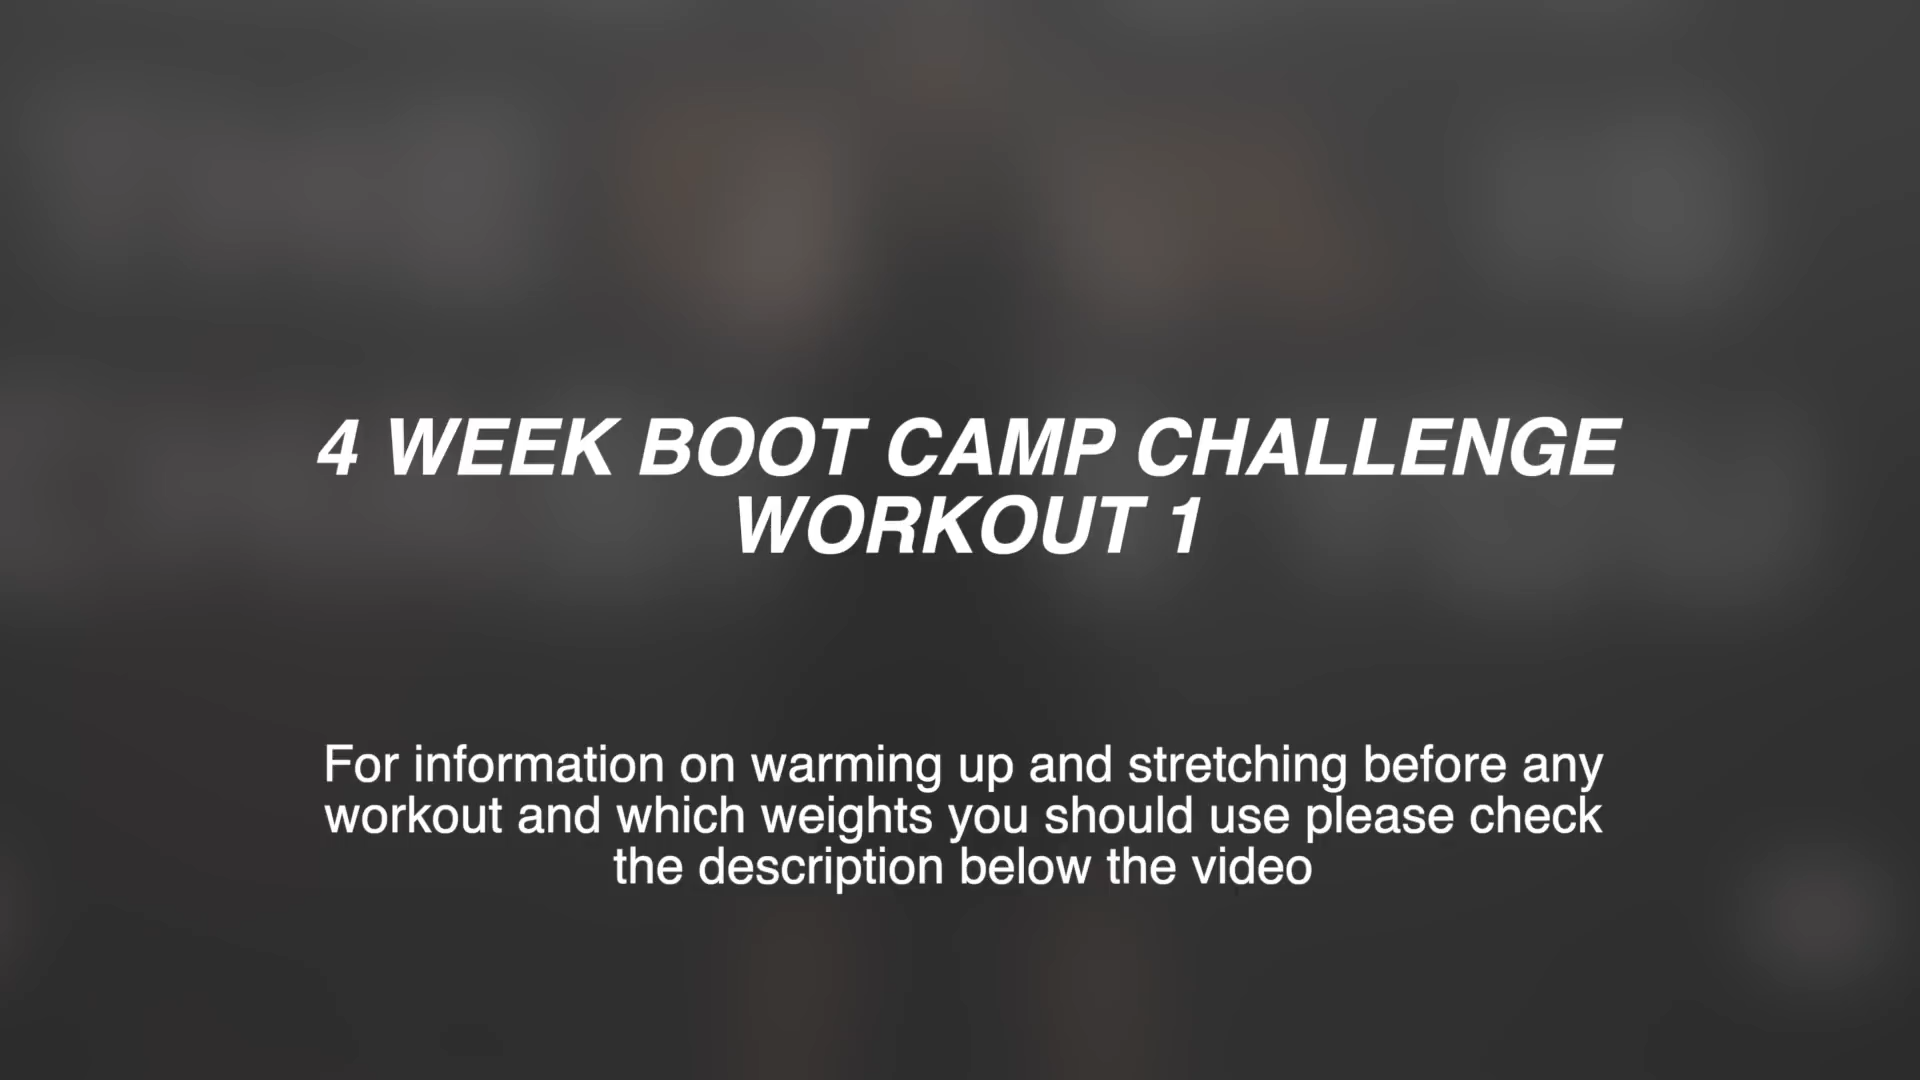 4 WEEK BOOT CAMP CHALLENGE
WORKOUT 1
For information on warming up and stretching before any
workout and which weights you should use please check
the description below the video